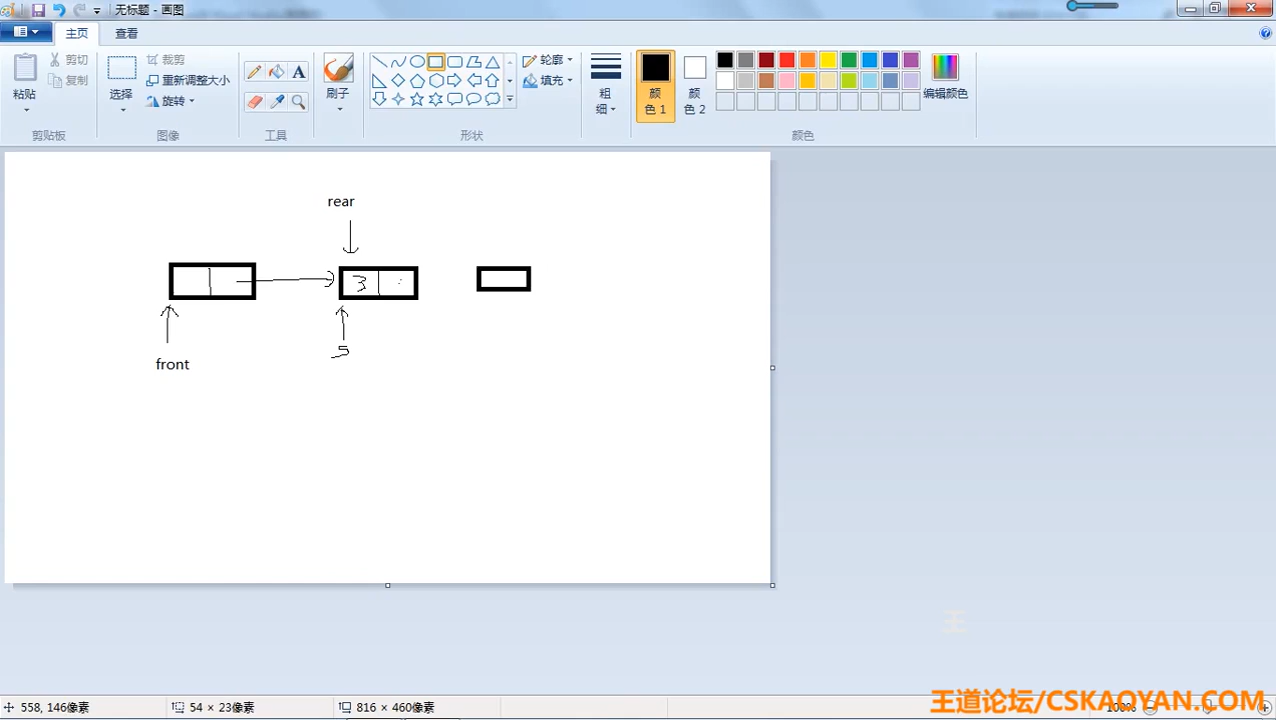 无标题 - 画图
主页
查看
粘贴
剪切
复制
剪贴板
选择
裁剪
重新调整大小
旋转
图像
A
工具
刷子
轮廓
填充
形状
粗
细
颜
色 1
颜
色 2
编辑颜色
颜色
rear
3
5
front
558, 146像素
54 × 23像素
816 × 460像素
100%
王道论坛/CSKAOYAN.COM